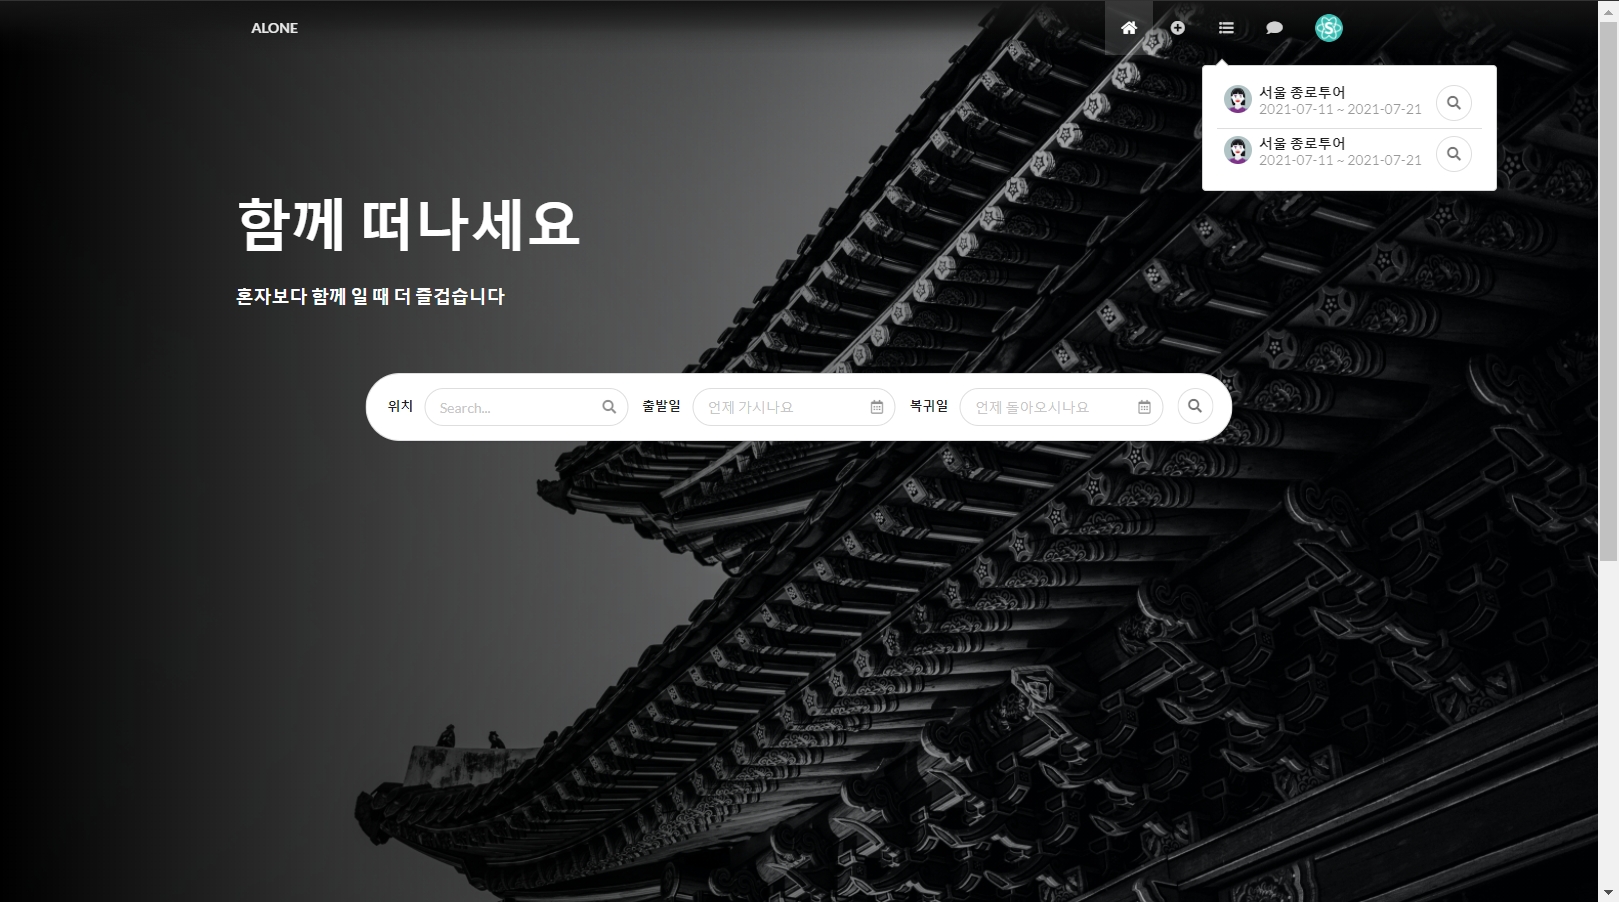 ALONE
서울 종로투어
2021-07-11 ~ 2021-07-21
서울 종로투어
2021-07-11 ~ 2021-07-21
함께 떠나세요
혼자보다 함께 일 때 더 즐겁습니다
위치 Search... 출발일 언제 가시나요 복귀일 언제 돌아오시나요